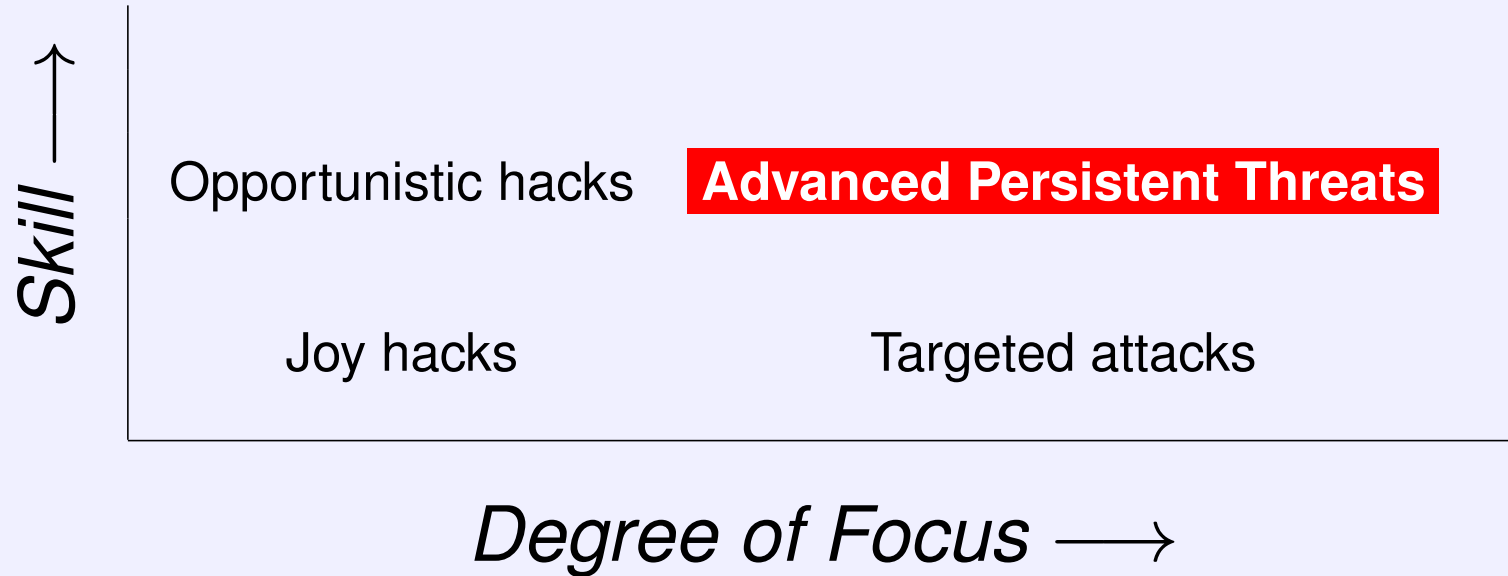 Skill
Opportunistic hacks
Advanced Persistent Threats
Joy hacks
Targeted attacks
Degree of Focus